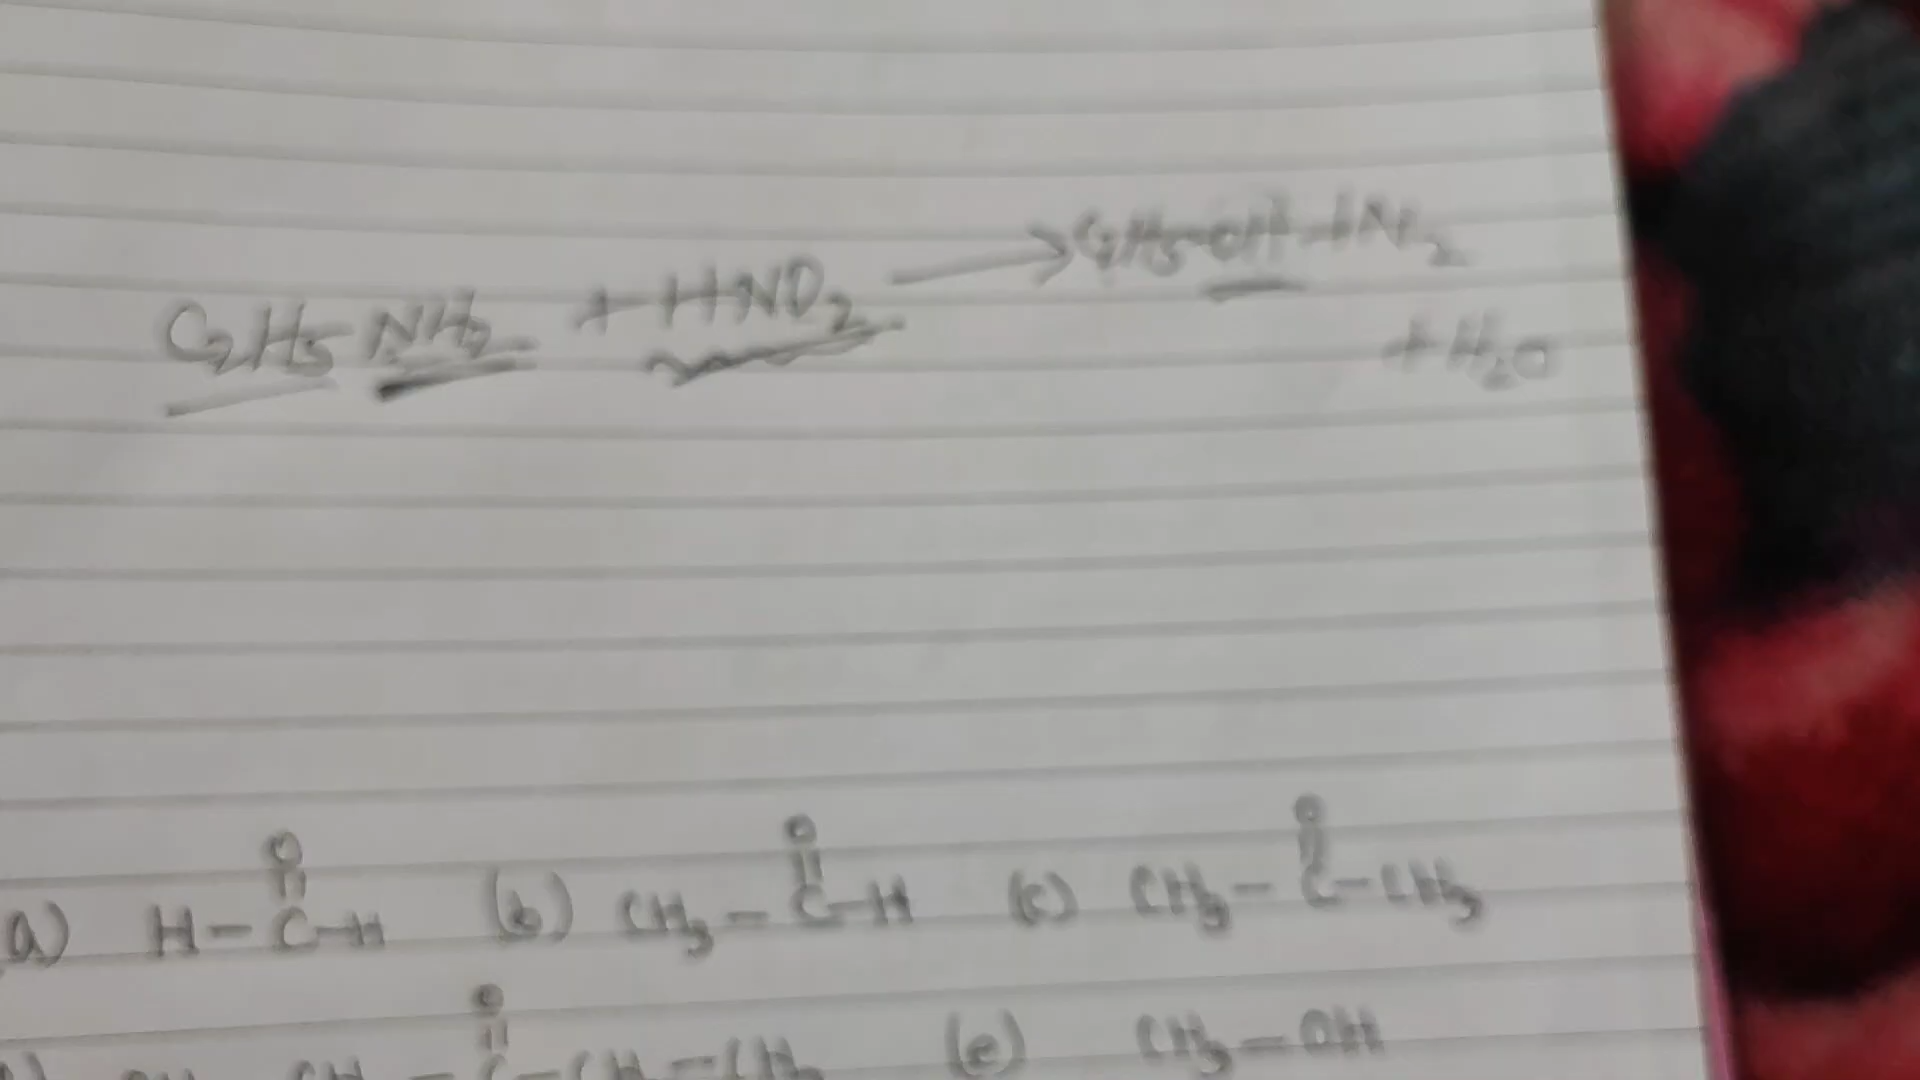 C2H5NH2 + HNO2 → C2H5-OH + N2
+ H2O
O O O
|| || ||
a) H-C-H (b) CH3-C-H (c) CH3-C-CH3
O
||
(e) CH3-OH